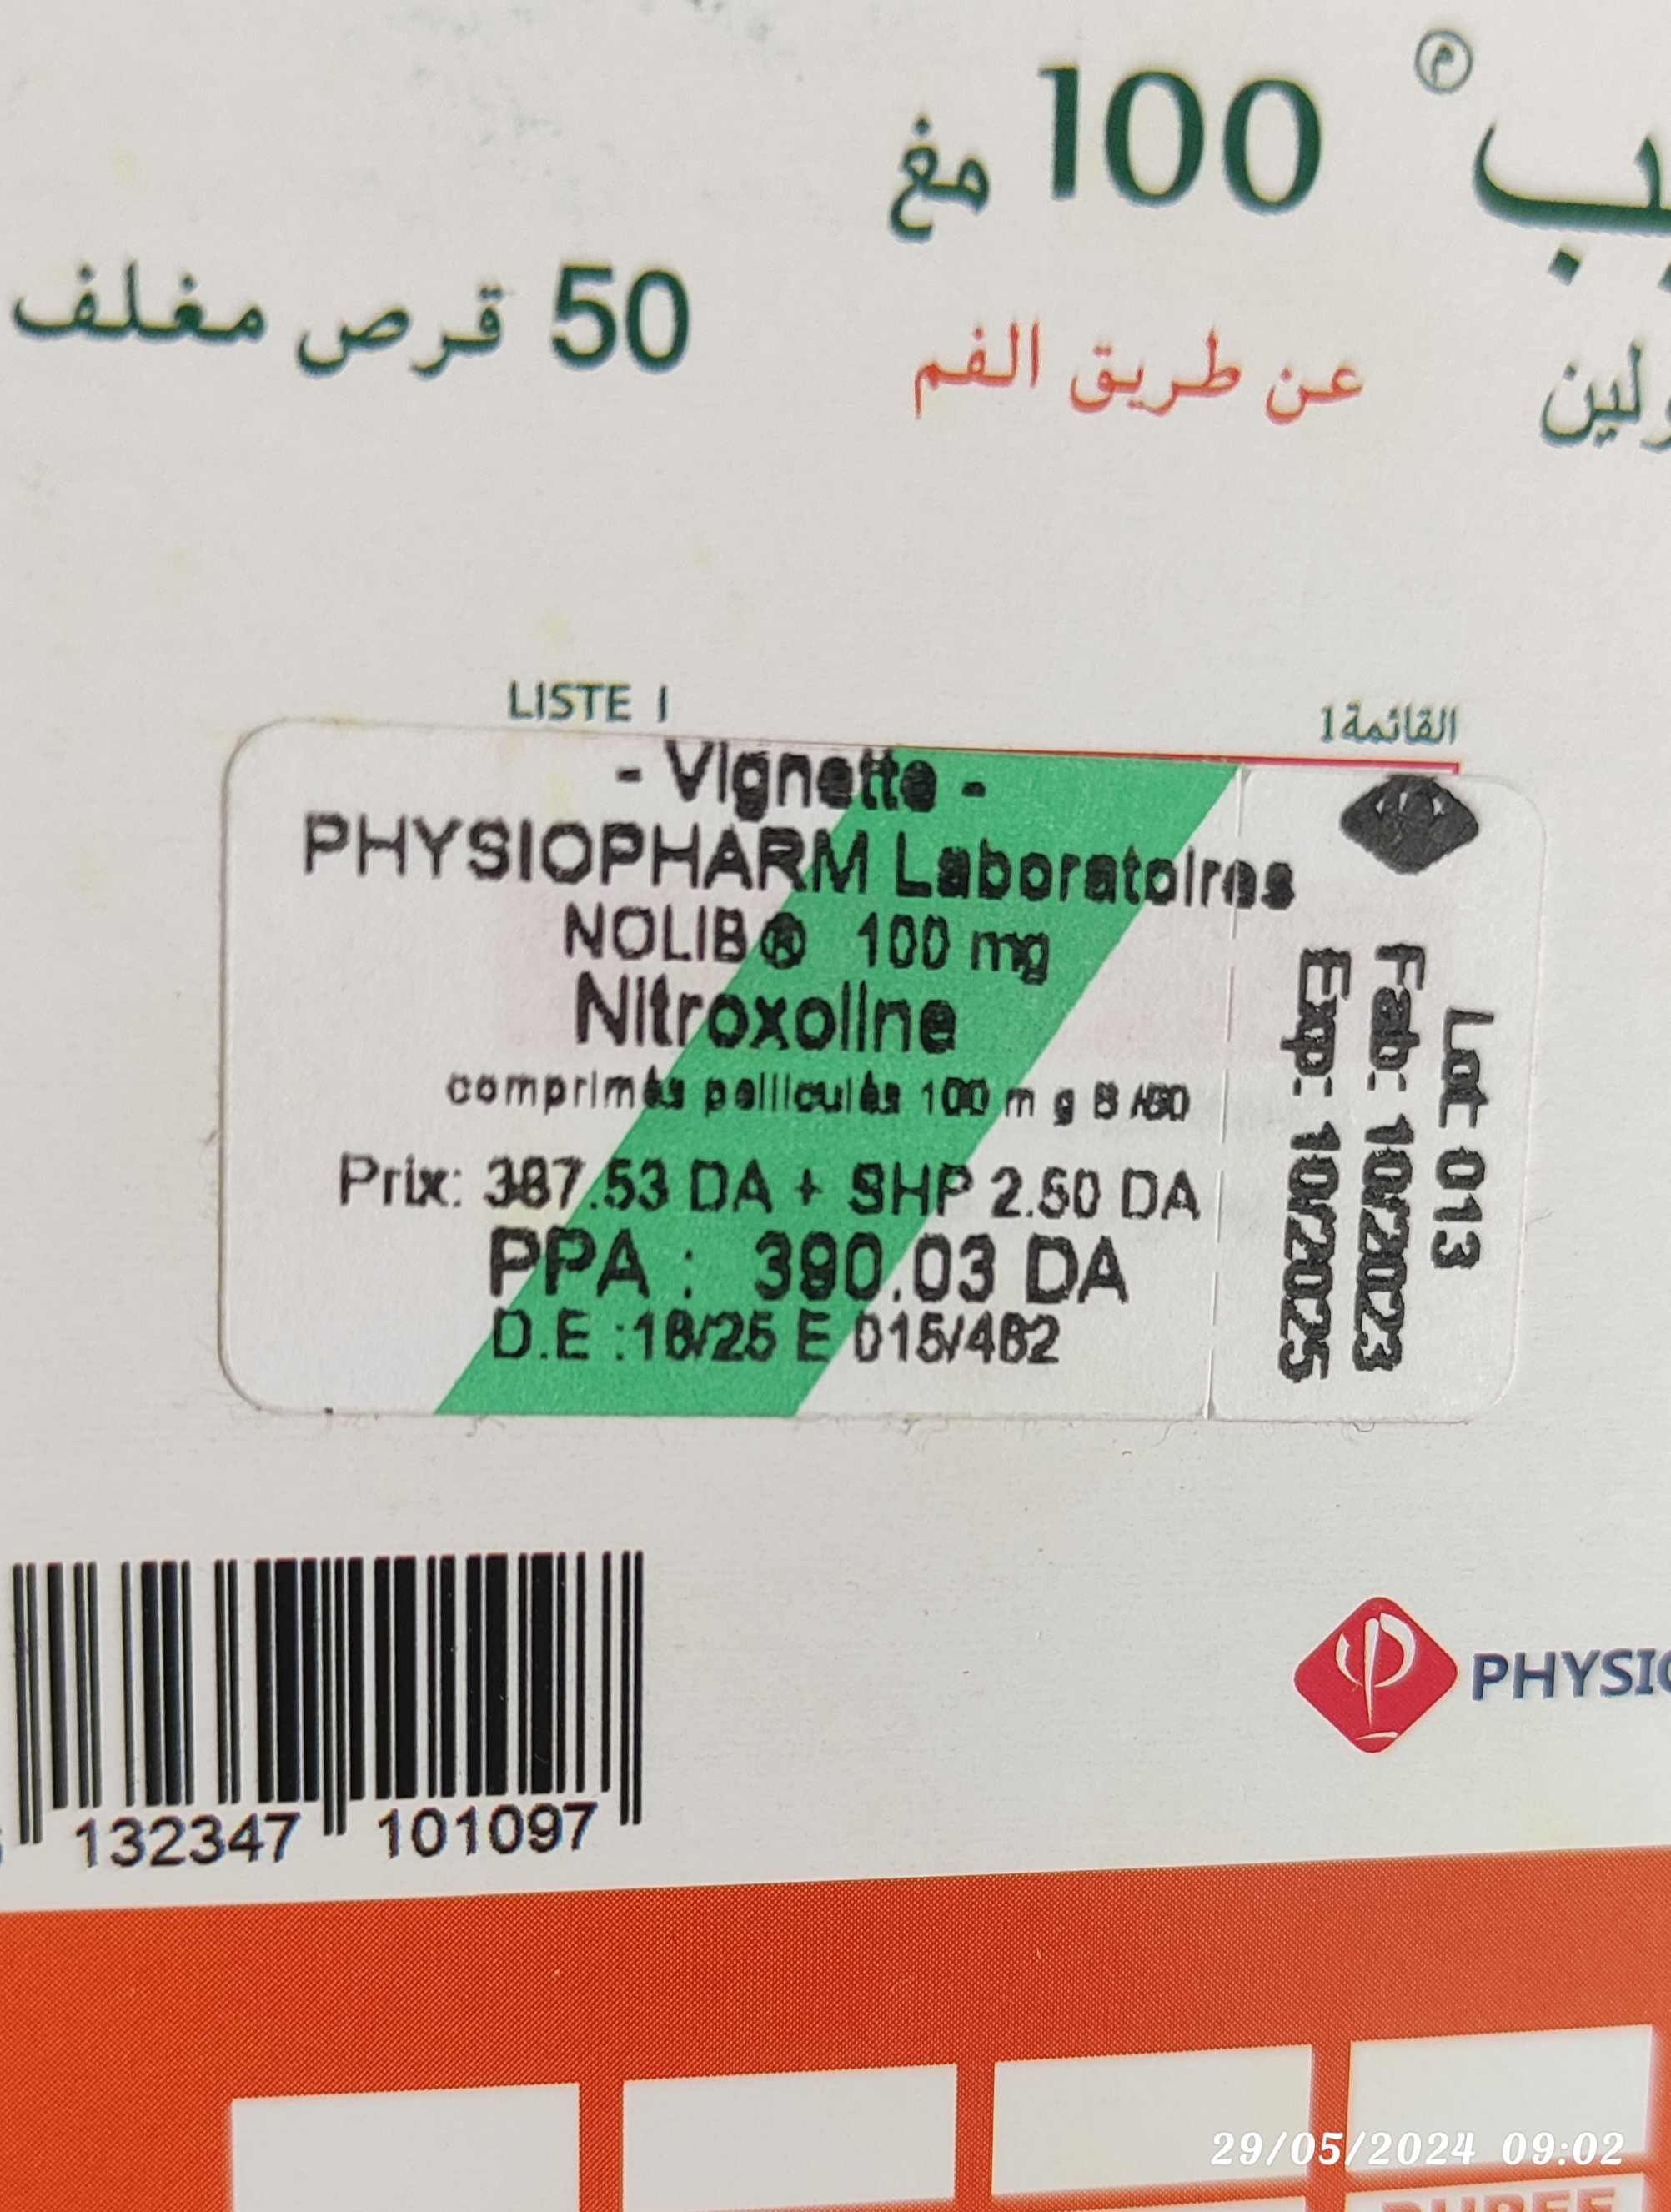 100 مغ
50 قرص مغلف
عن طريق الفم
LISTE I
القائمة1
- Vignette -
PHYSIOPHARM Laboratoires
NOLIB® 100 mg
Nitroxoline
comprimés pelliculés 100 mg B/50
Prix: 387.53 DA + SHP 2.50 DA
PPA : 390.03 DA
D.E :16/25 E 015/462
Lot 013
Fab: 10/2023
Exp: 10/2025
132347 101097
29/05/2024 09:02